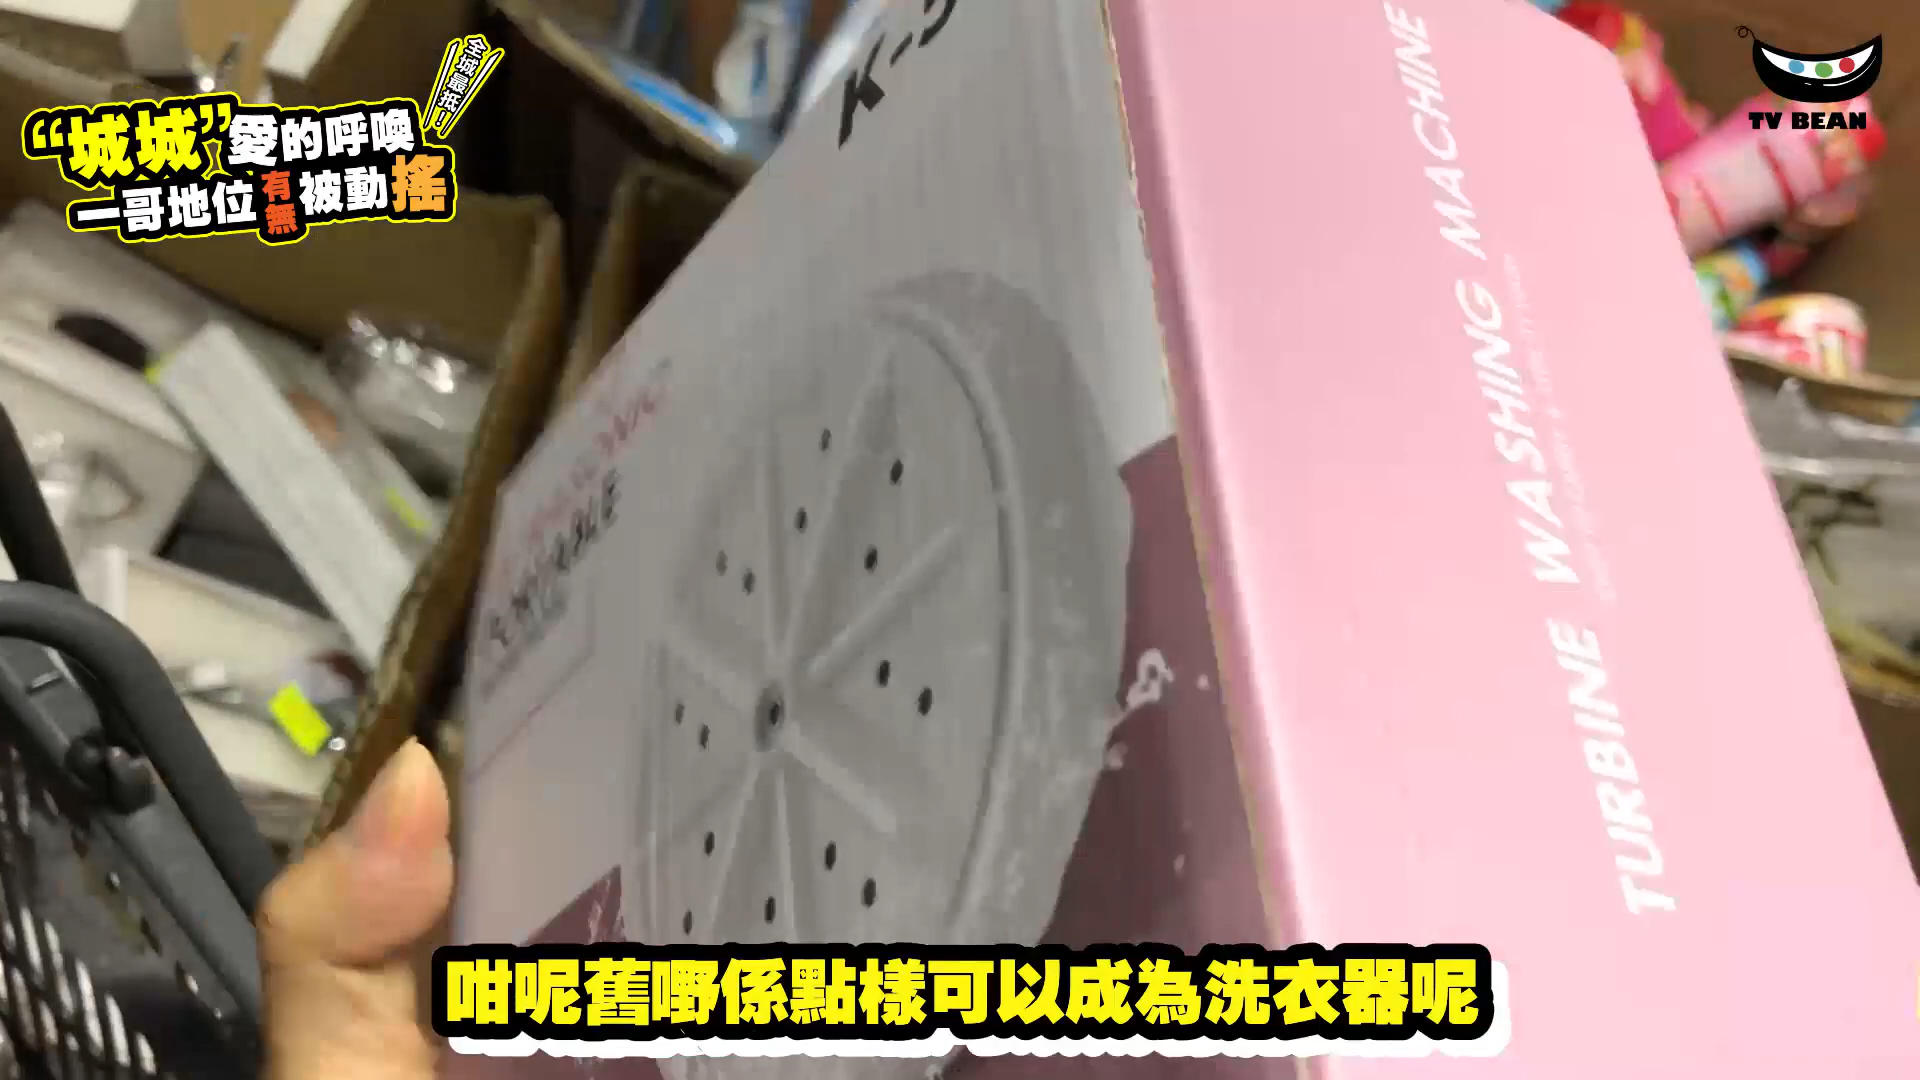 全城最抵!!
“城城”愛的呼喚
一哥地位有無被動搖
TV BEAN
TURBINE WASHING MACHINE
咁呢舊嘢係點樣可以成為洗衣器呢